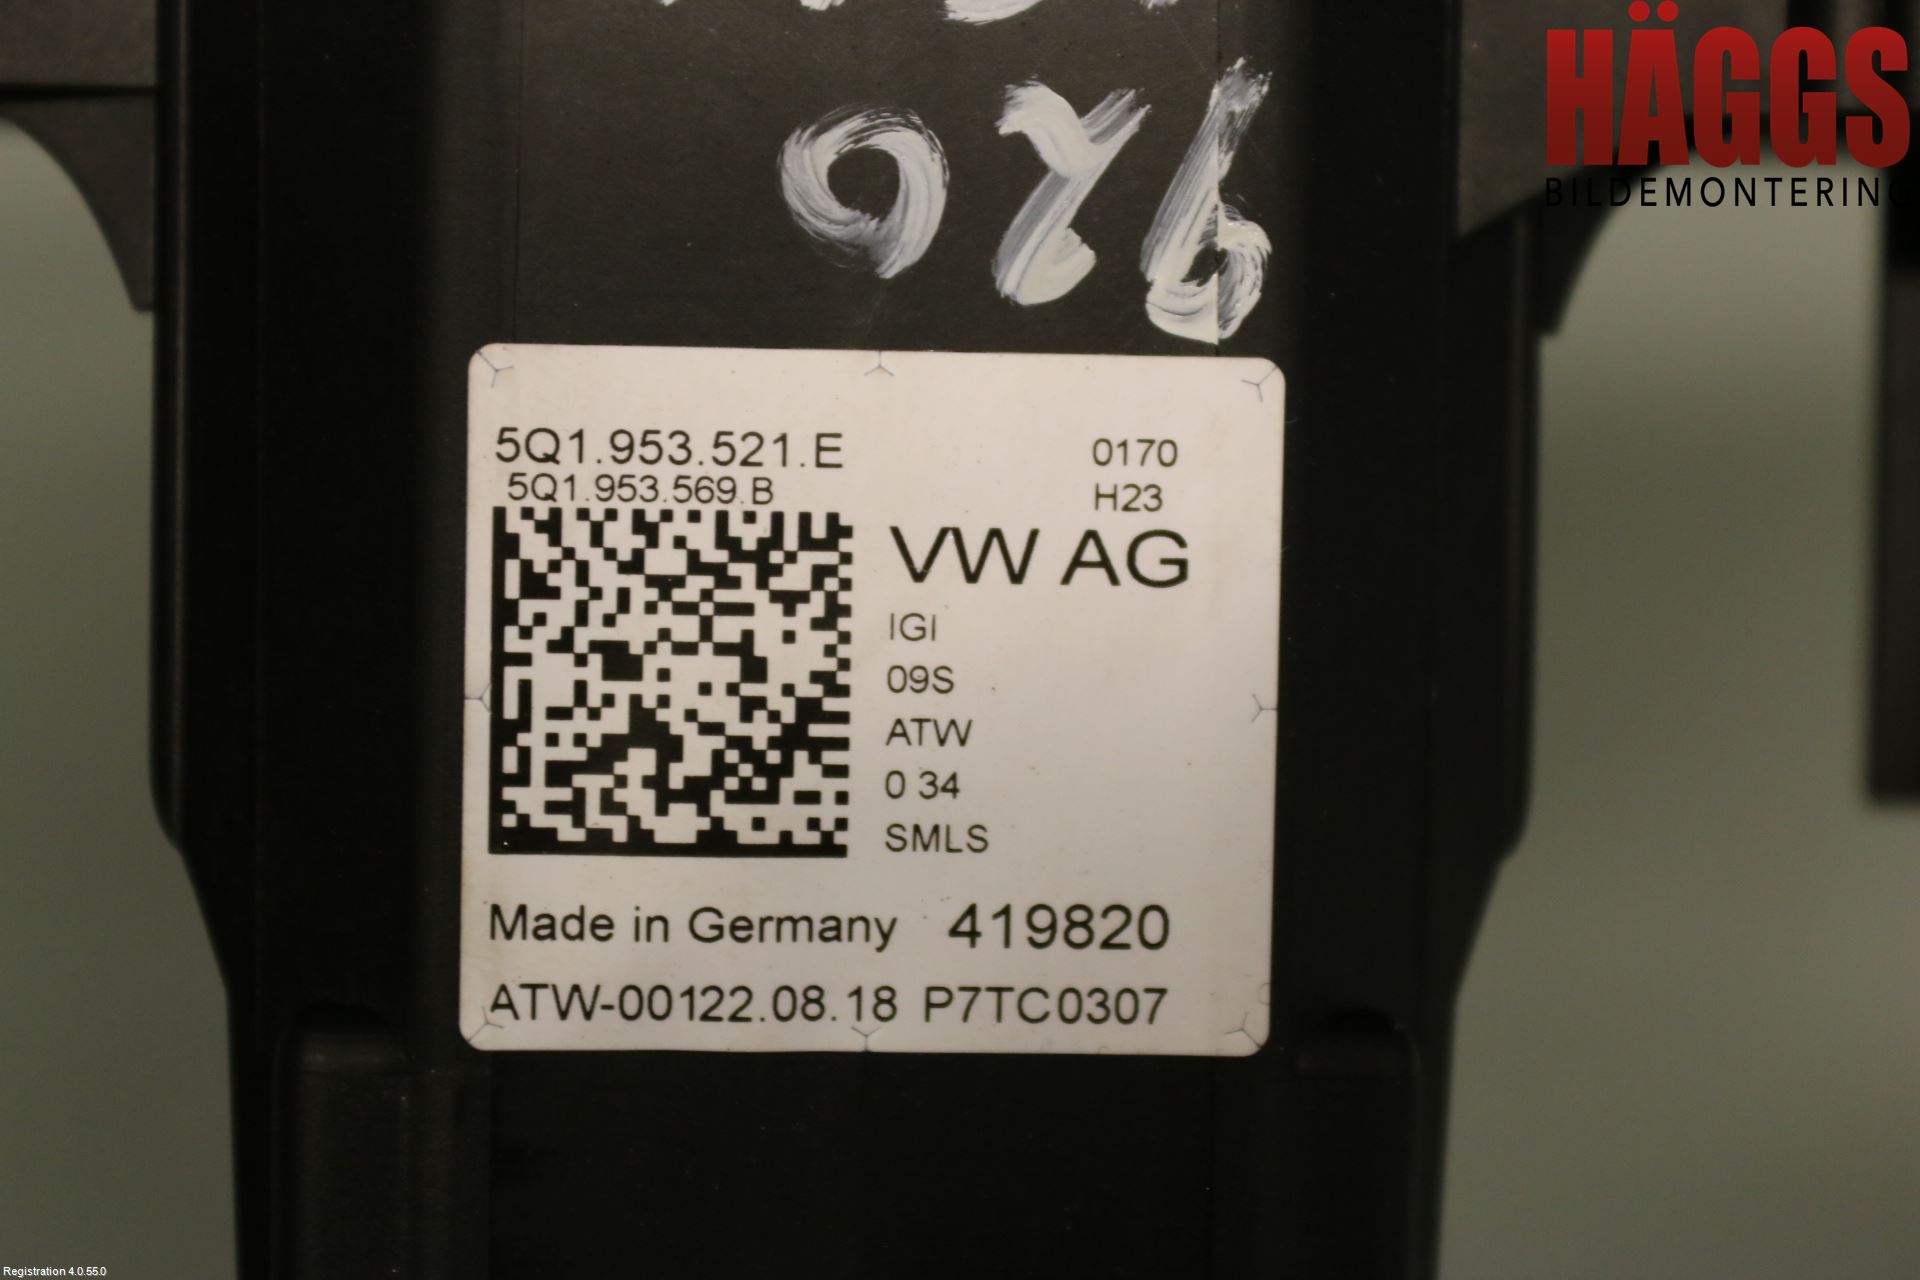 HÄGGS
BILDEMONTERING
5Q1.953.521.E
5Q1.953.569.B
0170
H23
VW AG
IGI
09S
ATW
0 34
SMLS
Made in Germany 419820
ATW-00122.08.18 P7TC0307
Registration 4.0.55.0